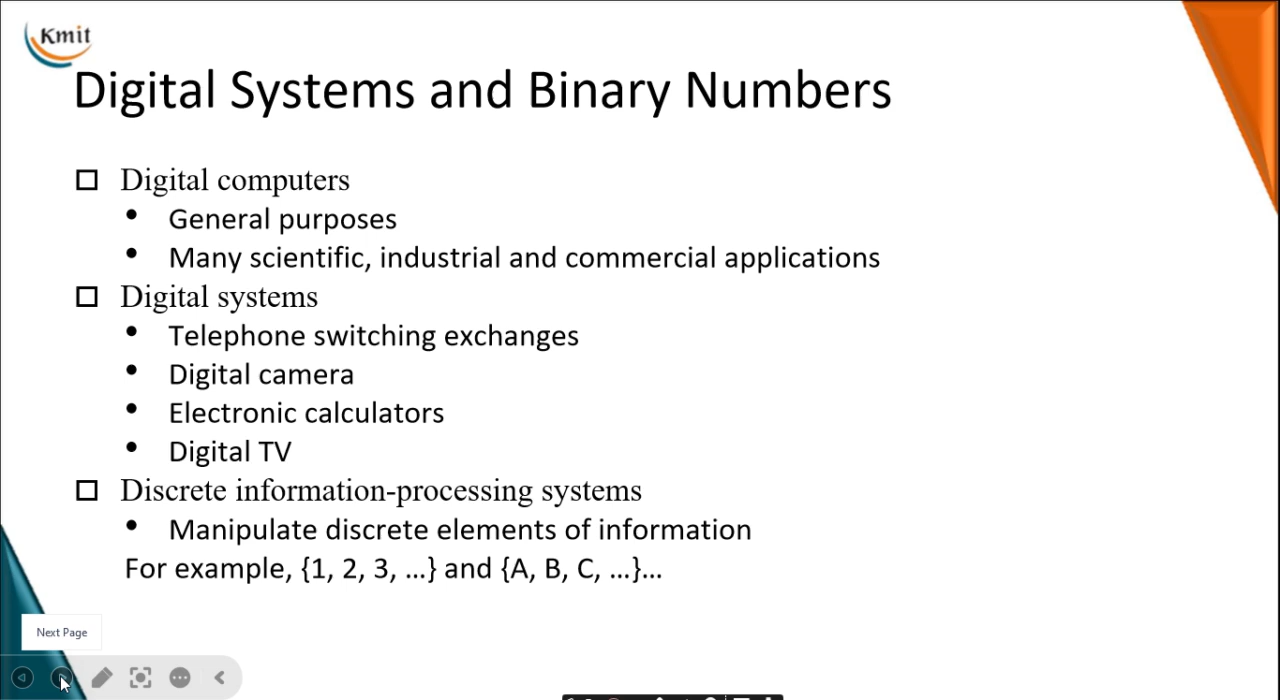 Kmit
Digital Systems and Binary Numbers
Digital computers
• General purposes
• Many scientific, industrial and commercial applications
Digital systems
• Telephone switching exchanges
• Digital camera
• Electronic calculators
• Digital TV
Discrete information-processing systems
• Manipulate discrete elements of information
For example, {1, 2, 3, …} and {A, B, C, …}…
Next Page